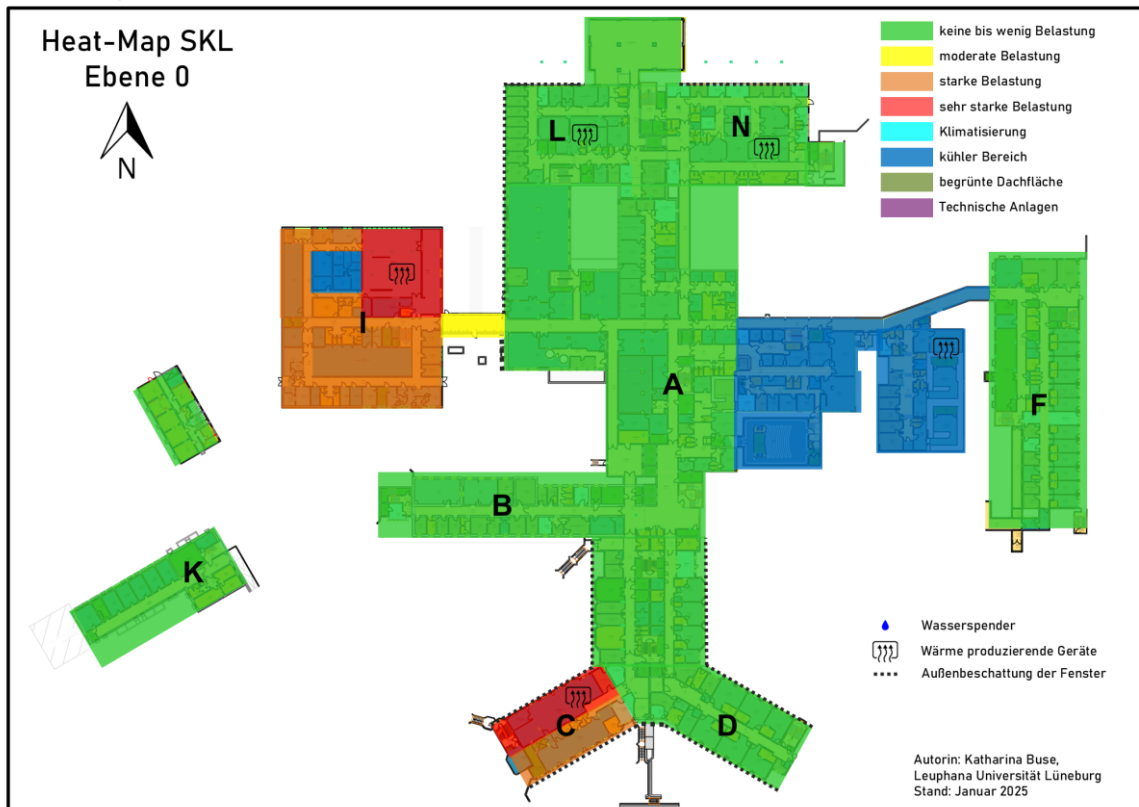 Heat-Map SKL
Ebene 0
N
keine bis wenig Belastung
moderate Belastung
starke Belastung
sehr starke Belastung
Klimatisierung
kühler Bereich
begrünte Dachfläche
Technische Anlagen
L
N
I
A
F
B
K
C
D
Wasserspender
Wärme produzierende Geräte
Außenbeschattung der Fenster
Autorin: Katharina Buse,
Leuphana Universität Lüneburg
Stand: Januar 2025